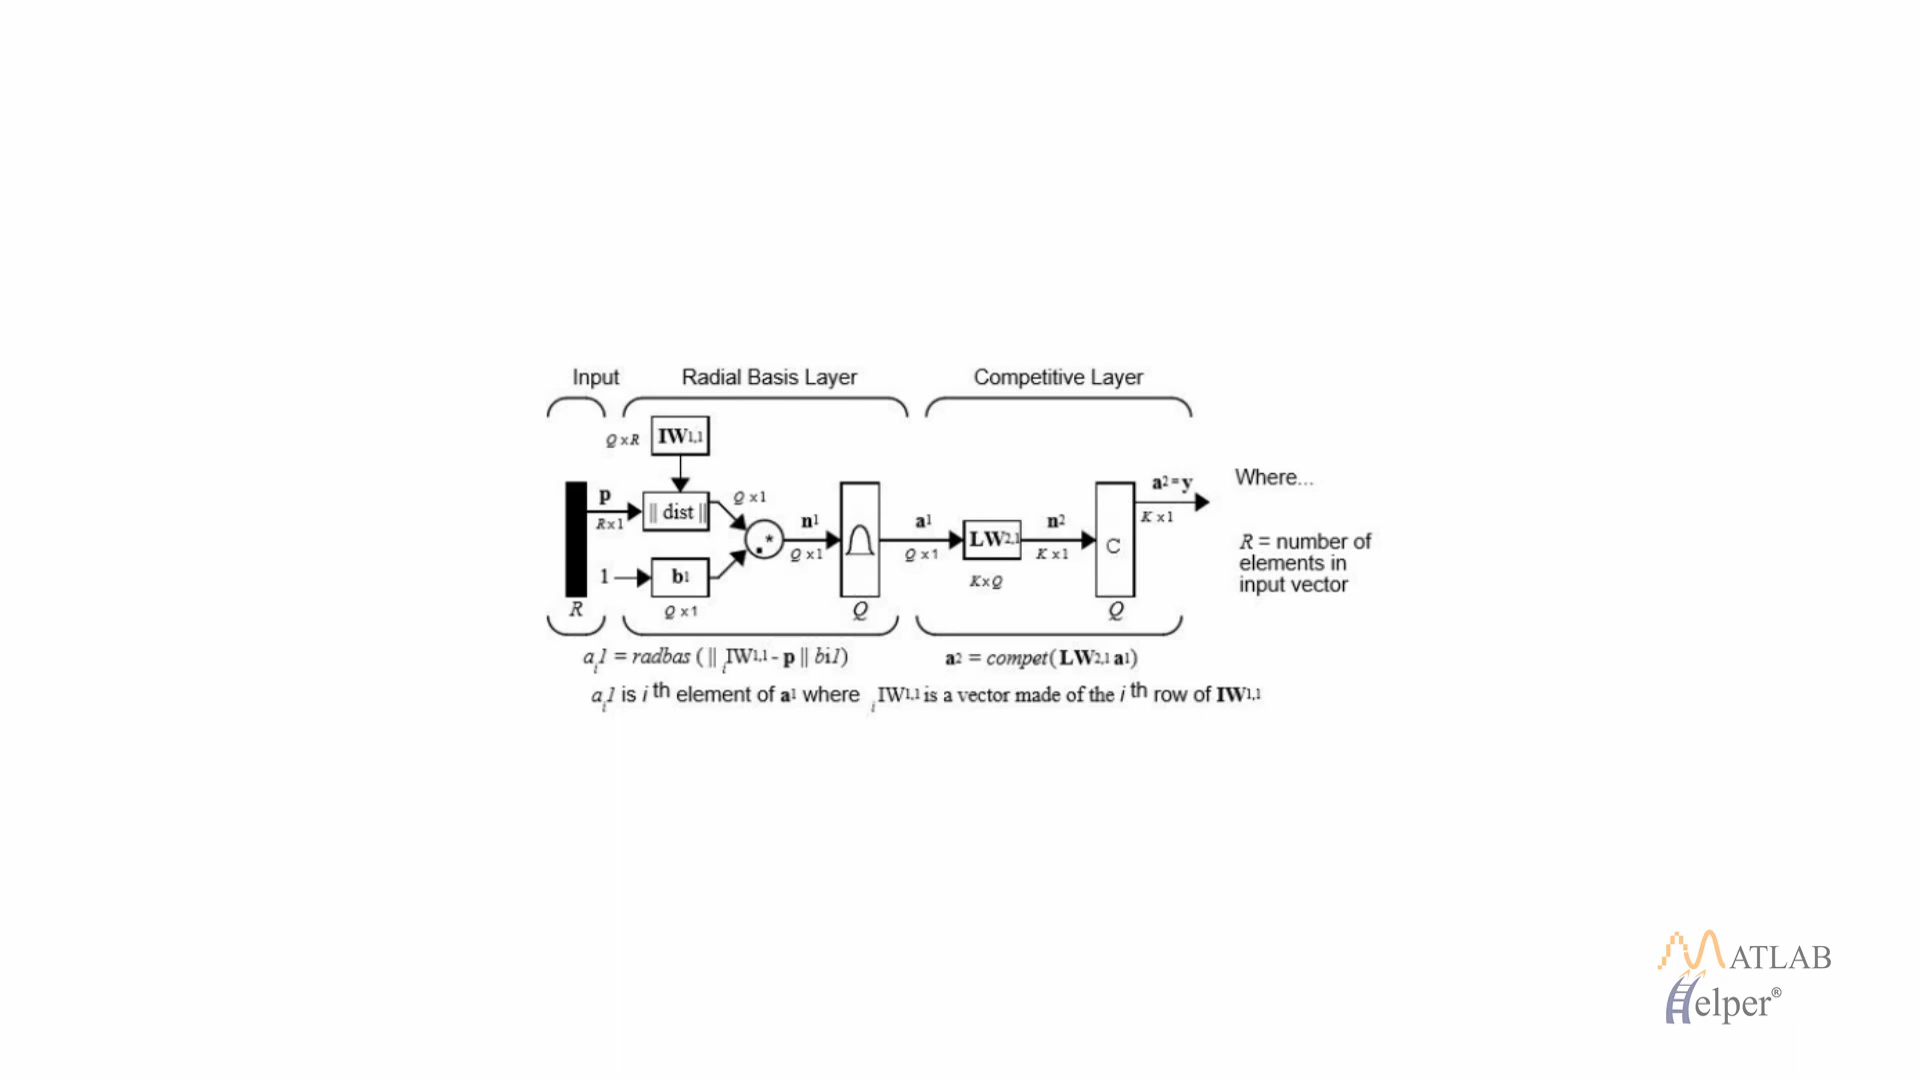 Input Radial Basis Layer Competitive Layer
Q x R IW1,1
p
R x 1
|| dist ||
Q x 1
1
b1
Q x 1
R
.*
n1
Q x 1
Q
a1
Q x 1
LW2,1
K x Q
n2
K x 1
C
Q
a2 = y
K x 1
Where...
R = number of
elements in
input vector
ai1 = radbas ( || iIW1,1 - p || bi1)
a2 = compet( LW2,1 a1)
ai1 is i th element of a1 where iIW1,1 is a vector made of the i th row of IW1,1
MATLAB
Helper®